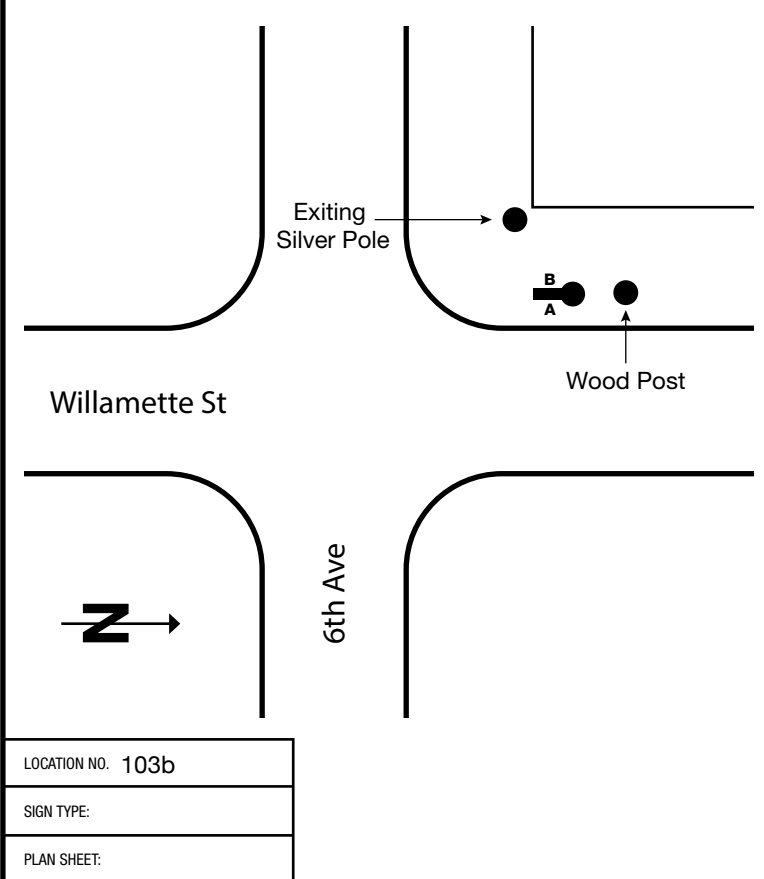 Exiting
Silver Pole
B
A
Wood Post
Willamette St
6th Ave
N
LOCATION NO. 103b
SIGN TYPE:
PLAN SHEET: